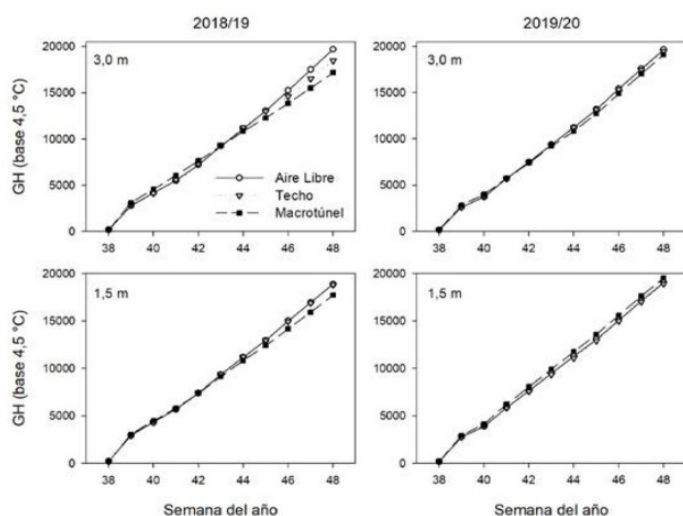 2018/19
2019/20
GH (base 4,5 °C)
20000
15000
10000
5000
0
3,0 m
Aire Libre
Techo
Macrotúnel
38 40 42 44 46 48
20000
15000
10000
5000
0
3,0 m
38 40 42 44 46 48
GH (base 4,5 °C)
20000
15000
10000
5000
0
1,5 m
38 40 42 44 46 48
Semana del año
20000
15000
10000
5000
0
1,5 m
38 40 42 44 46 48
Semana del año